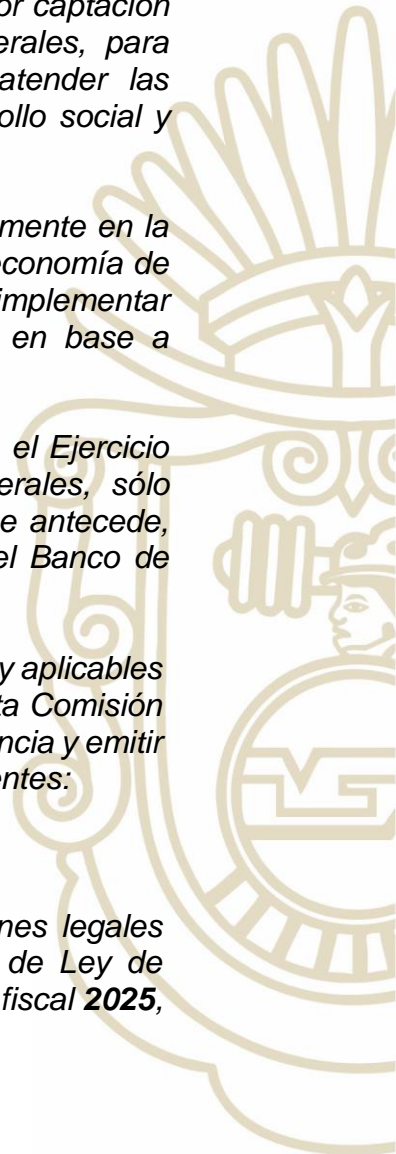 or captación
erales, para
atender las
ollo social y
mente en la
economía de
implementar
en base a
el Ejercicio
erales, sólo
e antecede,
el Banco de
y aplicables
ta Comisión
ncia y emitir
entes:
nes legales
de Ley de
fiscal 2025,